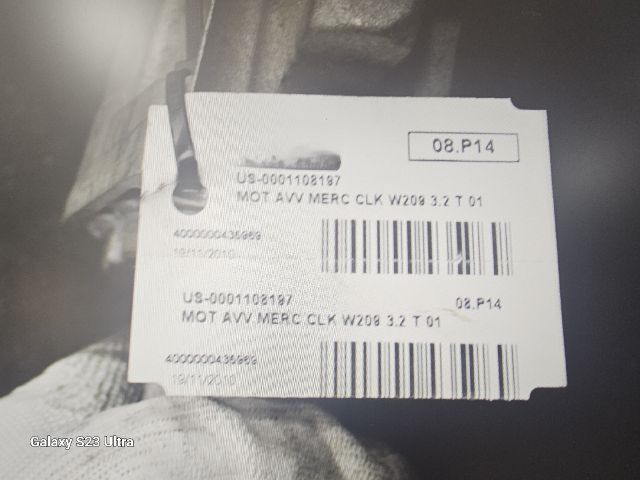 08.P14
US-0001108197
MOT AVV MERC CLK W209 3.2 T 01
4000000435969
19/11/2010
US-0001108197 08.P14
MOT AVV MERC CLK W209 3.2 T 01
4000000435969
19/11/2010
Galaxy S23 Ultra